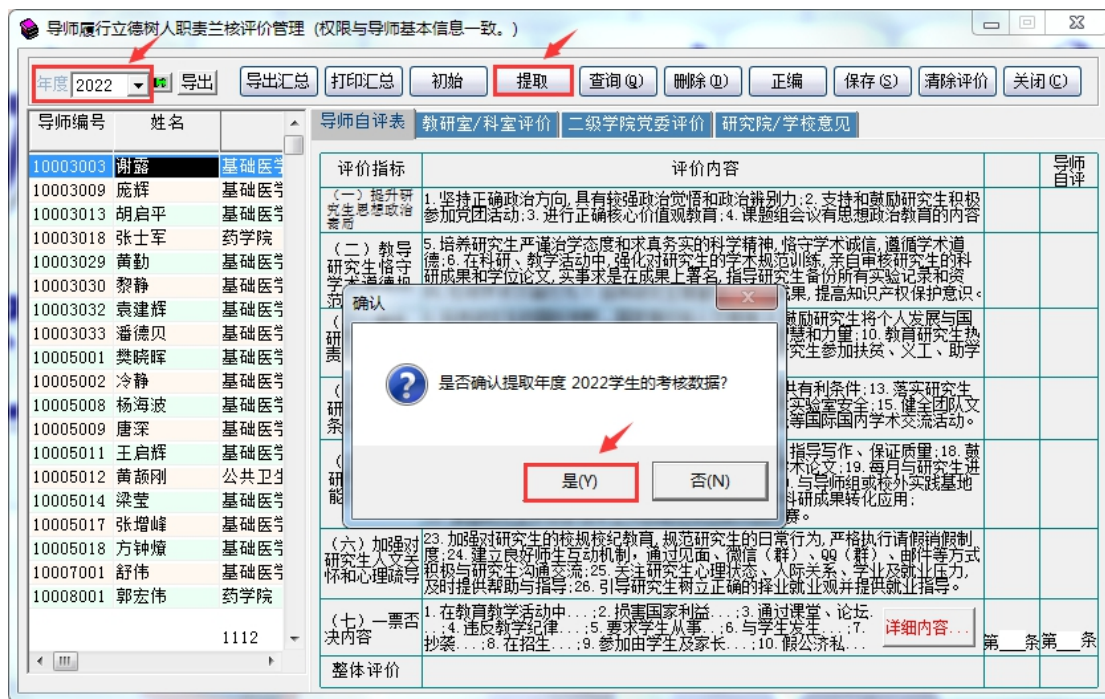 导师履行立德树人职责兰核评价管理 (权限与导师基本信息一致。)
年度 2022 导出 导出汇总 打印汇总 初始 提取 查询(Q) 删除(D) 正编 保存(S) 清除评价 关闭(C)
导师编号 姓名
导师自评表 教研室/科室评价 二级学院党委评价 研究院/学校意见
10003003 谢露 基础医学
10003009 庞辉 基础医学
10003013 胡启平 基础医学
10003018 张士军 药学院
10003029 黄勤 基础医学
10003030 黎静 基础医学
10003032 袁建辉 基础医学
10003033 潘德贝 基础医学
10005001 樊晓晖 基础医学
10005002 冷静 基础医学
10005008 杨海波 基础医学
10005009 唐深 基础医学
10005011 王启辉 基础医学
10005012 黄颉刚 公共卫生
10005014 梁莹 基础医学
10005017 张增峰 基础医学
10005018 方钟燎 基础医学
10007001 舒伟 基础医学
10008001 郭宏伟 药学院
1112
评价指标 评价内容 导师自评
(一) 提升研究生思想政治
1. 坚持正确政治方向,具有较强政治觉悟和政治辨别力;2. 支持和鼓励研究生积极
参加党团活动;3. 进行正确核心价值观教育;4. 课题组会议有思想政治教育的内容
(二) 教导
研究生恪守
学术道德规
范
5. 培养研究生严谨治学态度和求真务实的科学精神,恪守学术诚信,遵循学术道
德;6. 在科研、教学活动中,强化对研究生的学术规范训练,亲自审核研究生的科
研成果和学位论文,实事求是在成果上署名,指导研究生备份所有实验记录和资
果,提高知识产权保护意识。
(
研
责
鼓励研究生将个人发展与国
慧和力量;10. 教育研究生热
究生参加扶贫、义工、助学
(
研
条
共有利条件;13. 落实研究生
实验室安全;15. 健全团队文
等国际国内学术交流活动。
(
研
能
指导写作、保证质量;18. 鼓
术论文;19. 每月与研究生进
与导师组或校外实践基地
科研成果转化应用;
赛。
(六) 加强对
研究生人文关
怀和心理疏导
23. 加强对研究生的校规校纪教育,规范研究生的日常行为,严格执行请假销假制
度;24. 建立良好师生互动机制,通过见面、微信(群)、QQ(群)、邮件等方式
积极与研究生沟通交流;25. 关注研究生心理状态、人际关系、学业及就业压力,
及时提供帮助与指导;26. 引导研究生树立正确的择业就业观并提供就业指导。
(七) 一票否
决内容
1. 在教育教学活动中...;2. 损害国家利益...;3. 通过课堂、论坛.
..4. 违反教学纪律...;5. 要求学生从事...;6. 与学生发生...;7.
抄袭...;8. 在招生...;9. 参加由学生及家长...;10. 假公济私...
详细内容...
第__条 第__条
整体评价
确认
是否确认提取年度 2022学生的考核数据?
是(Y) 否(N)